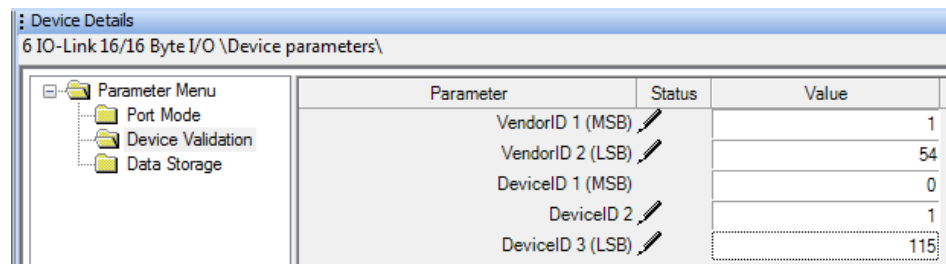 Device Details
6 IO-Link 16/16 Byte I/O \Device parameters\
Parameter Menu
Port Mode
Device Validation
Data Storage
Parameter Status Value
VendorID 1 (MSB) 1
VendorID 2 (LSB) 54
DeviceID 1 (MSB) 0
DeviceID 2 1
DeviceID 3 (LSB) 115